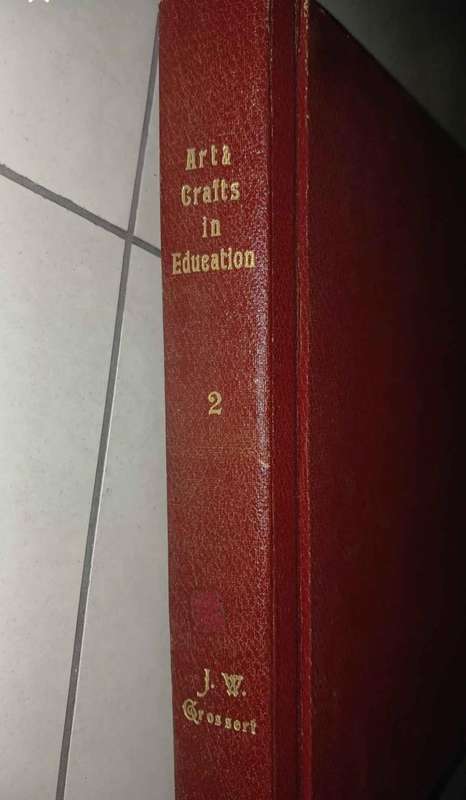 Art &
Crafts
in
Education
2
J. W.
Grossert